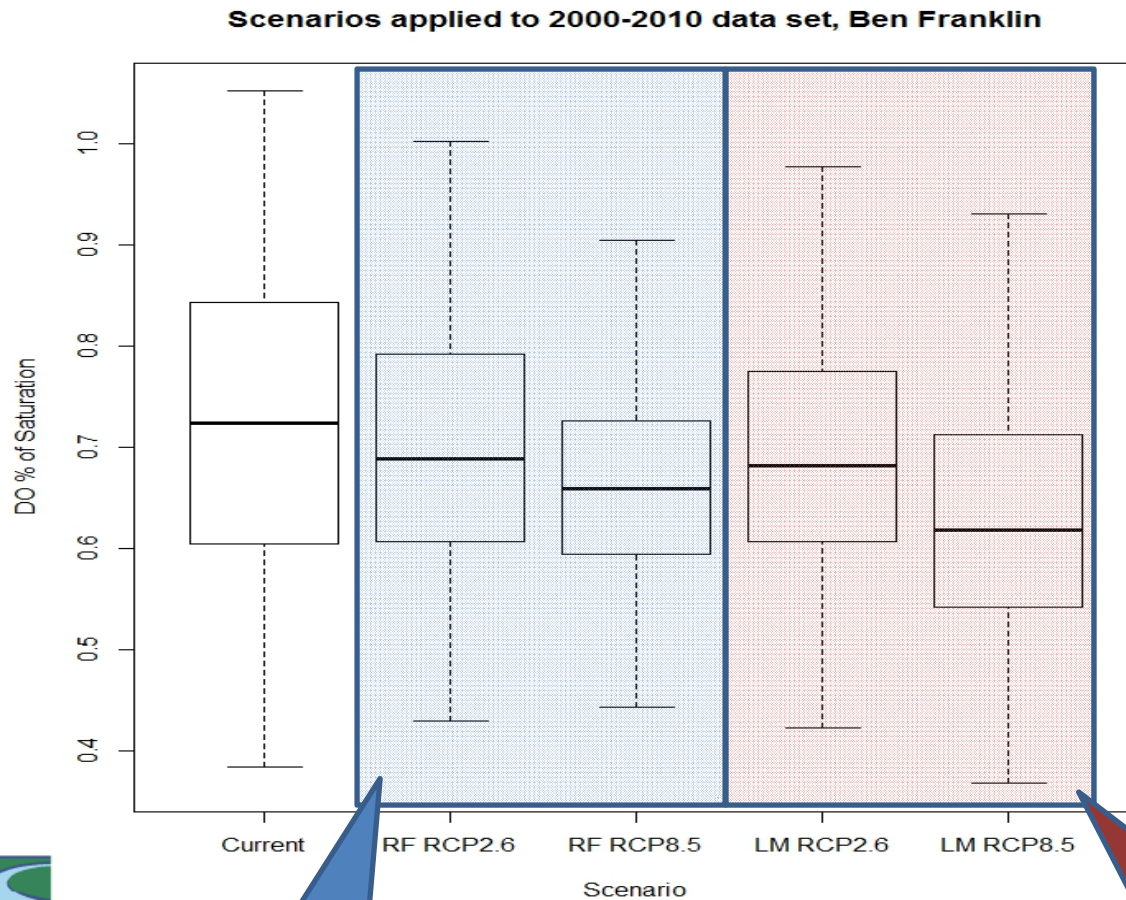 Scenarios applied to 2000-2010 data set, Ben Franklin
DO % of Saturation
1.0
0.9
0.8
0.7
0.6
0.5
0.4
Current
RF RCP2.6
RF RCP8.5
LM RCP2.6
LM RCP8.5
Scenario